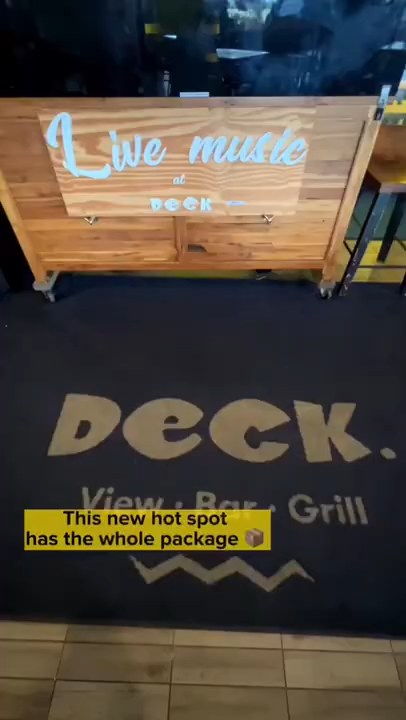 Live music
at
DECK
DeCK.
View · Bar · Grill
This new hot spot
has the whole package 📦